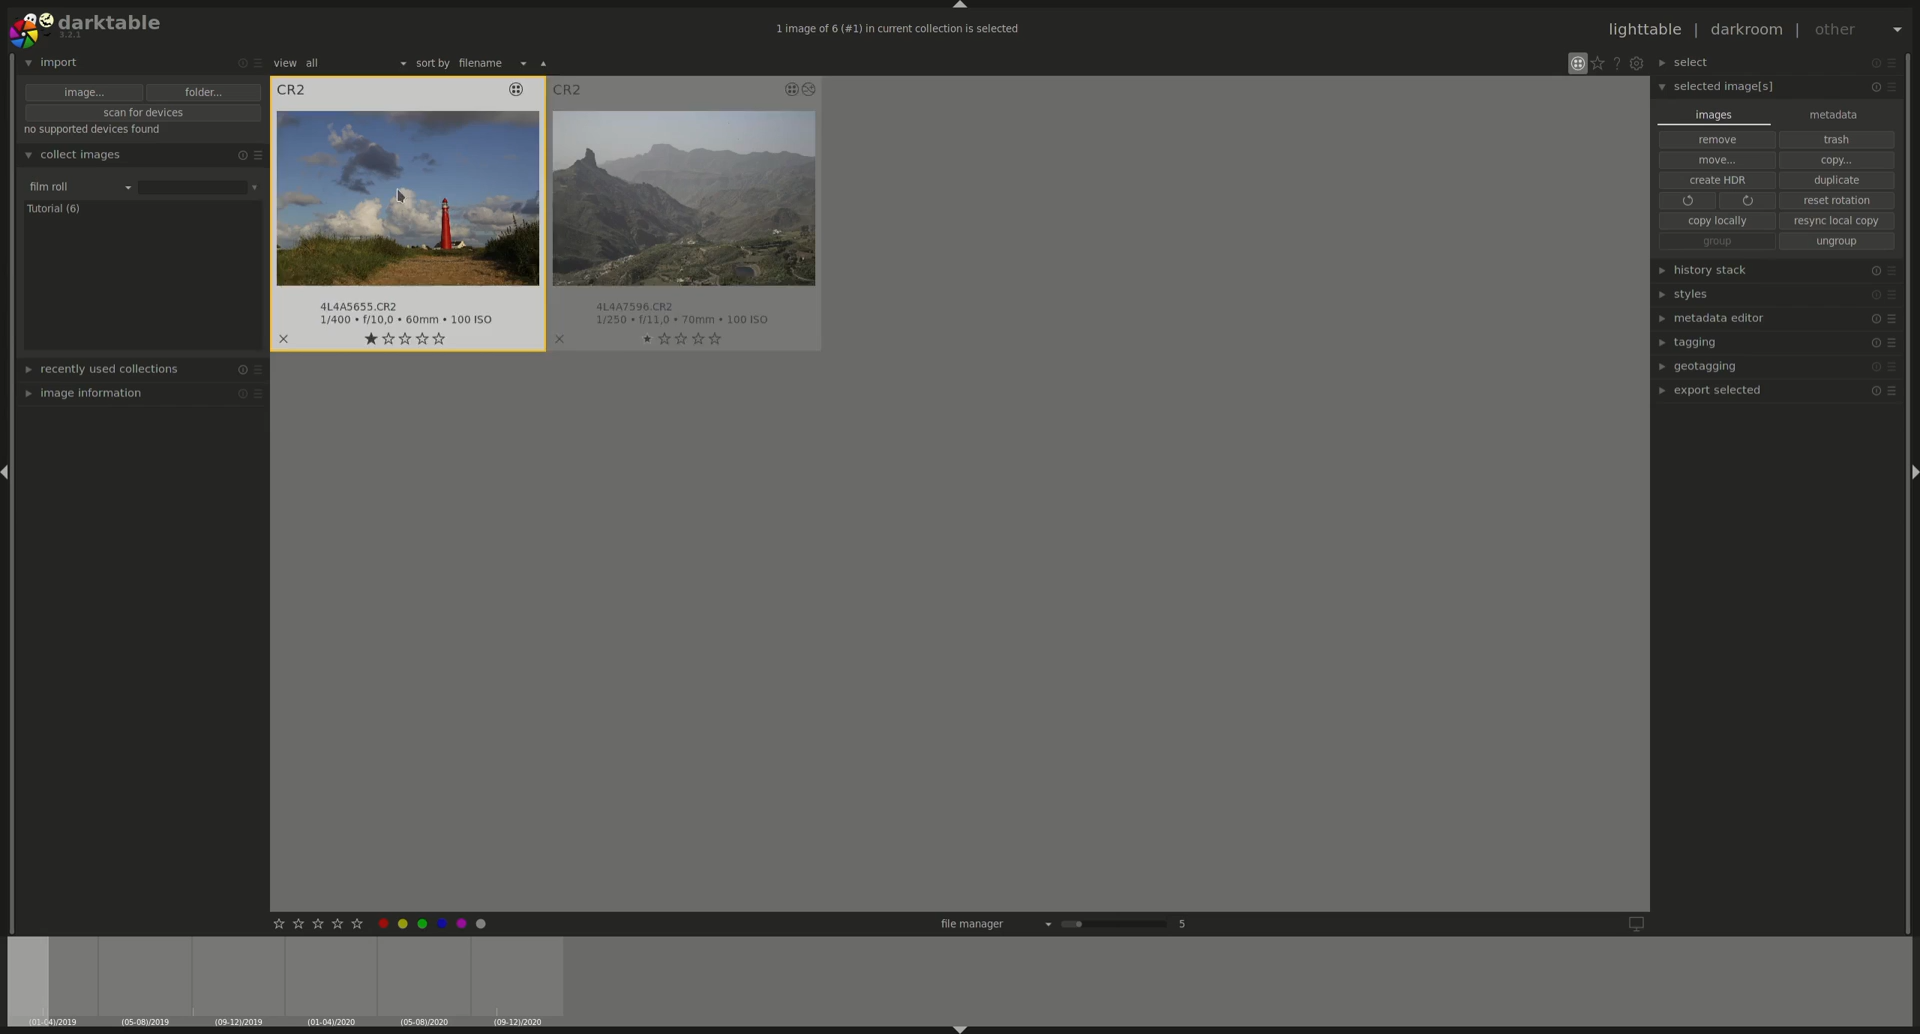 darktable
3.2.1
1 image of 6 (#1) in current collection is selected
lighttable | darkroom | other
import
image... folder...
scan for devices
no supported devices found
collect images
film roll
Tutorial (6)
recently used collections
image information
view all sort by filename
CR2
4L4A5655.CR2
1/400 • f/10,0 • 60mm • 100 ISO
CR2
4L4A7596.CR2
1/250 • f/11,0 • 70mm • 100 ISO
select
selected image[s]
images metadata
remove trash
move... copy...
create HDR duplicate
reset rotation
copy locally resync local copy
group ungroup
history stack
styles
metadata editor
tagging
geotagging
export selected
file manager 5
(01-04)/2019 (05-08)/2019 (09-12)/2019 (01-04)/2020 (05-08)/2020 (09-12)/2020